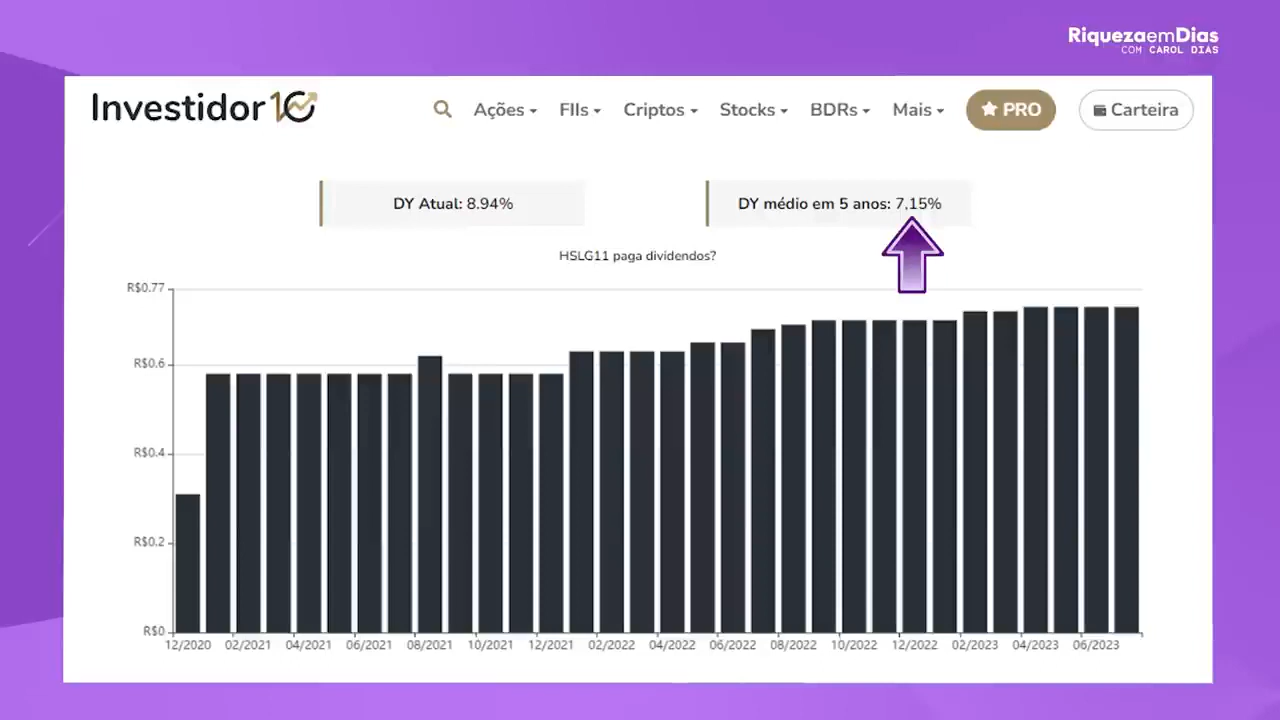 RiquezaemDias
COM CAROL DIAS
Investidor 10
Ações
FIIs
Criptos
Stocks
BDRs
Mais
PRO
Carteira
DY Atual: 8.94%
DY médio em 5 anos: 7,15%
HSLG11 paga dividendos?
R$0.77
R$0.6
R$0.4
R$0.2
R$0
12/2020 02/2021 04/2021 06/2021 08/2021 10/2021 12/2021 02/2022 04/2022 06/2022 08/2022 10/2022 12/2022 02/2023 04/2023 06/2023